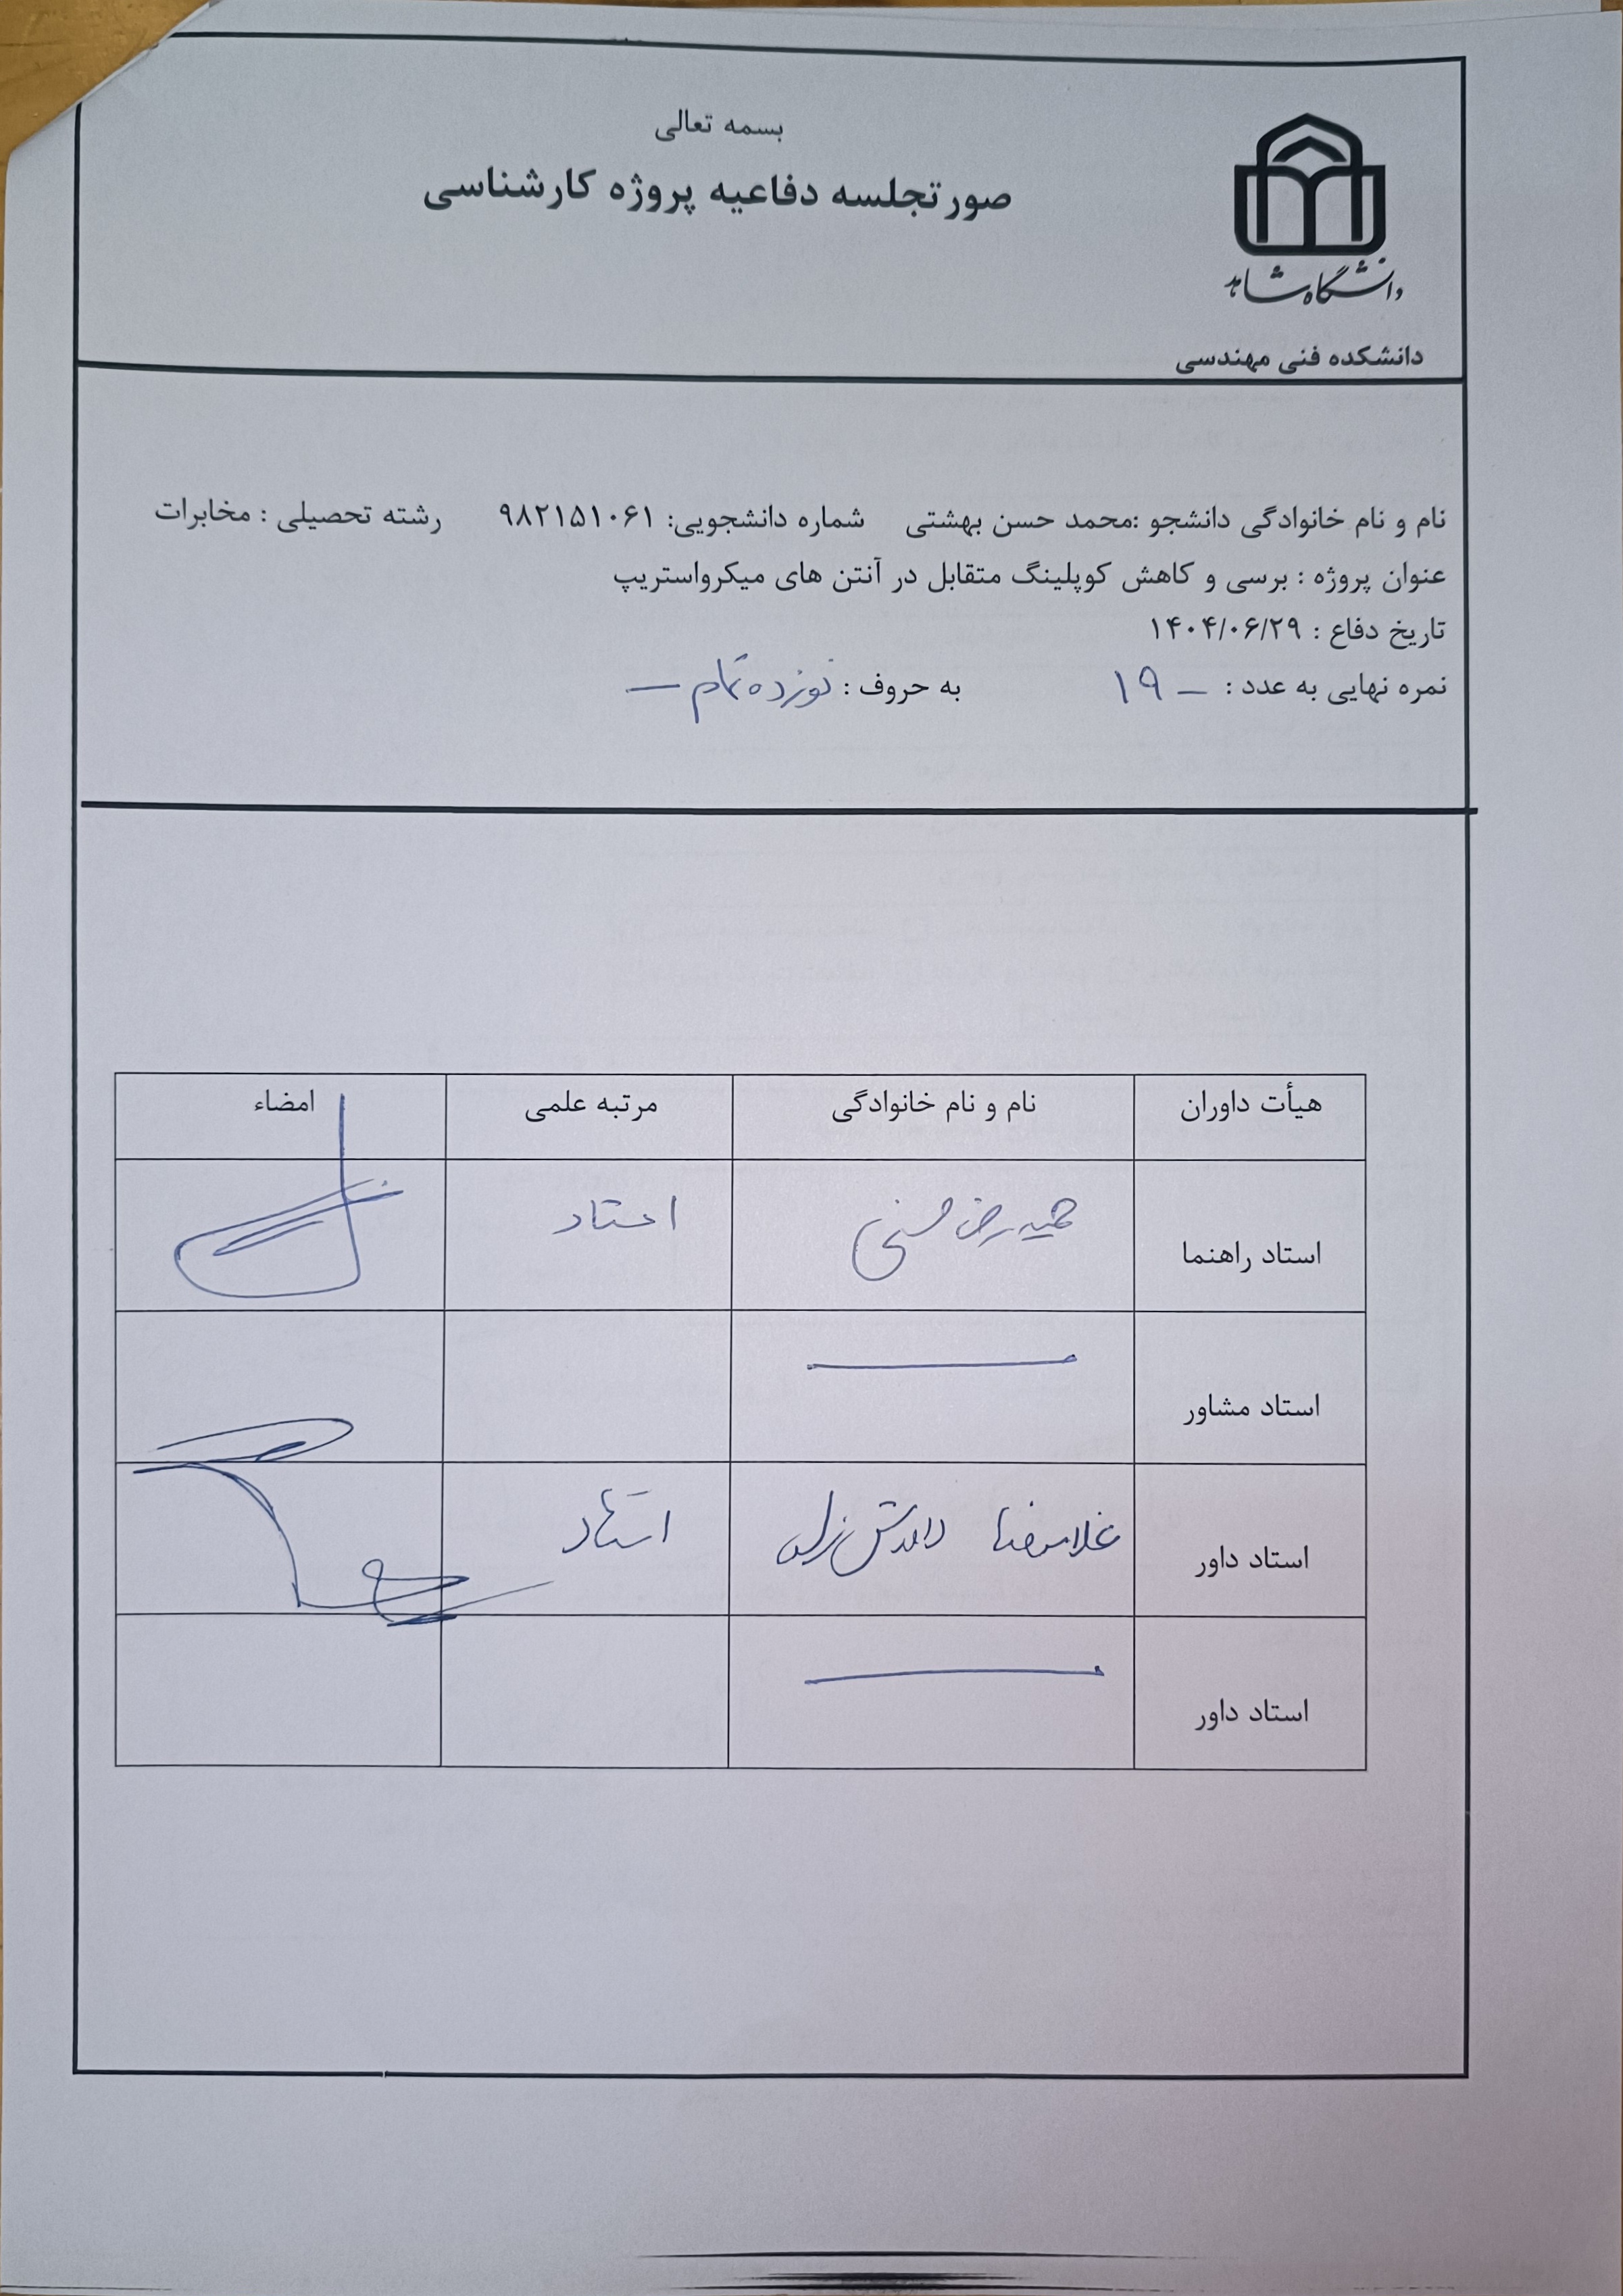 بسمه تعالی
صورتجلسه دفاعیه پروژه کارشناسی
دانشگاه شاهد
دانشکده فنی مهندسی
نام و نام خانوادگی دانشجو :محمد حسن بهشتی شماره دانشجویی: ۹۸۲۱۵۱۰۶۱ رشته تحصیلی : مخابرات
عنوان پروژه : برسی و کاهش کوپلینگ متقابل در آنتن های میکرواستریپ
تاریخ دفاع : ۱۴۰۴/۰۶/۲۹
نمره نهایی به عدد : ۱۹ - به حروف : نوزده تمام -
هیأت داوران نام و نام خانوادگی مرتبه علمی امضاء
استاد راهنما حمیدرضا حسنی استاد
استاد مشاور
استاد داور غلامرضا استاد
استاد داور